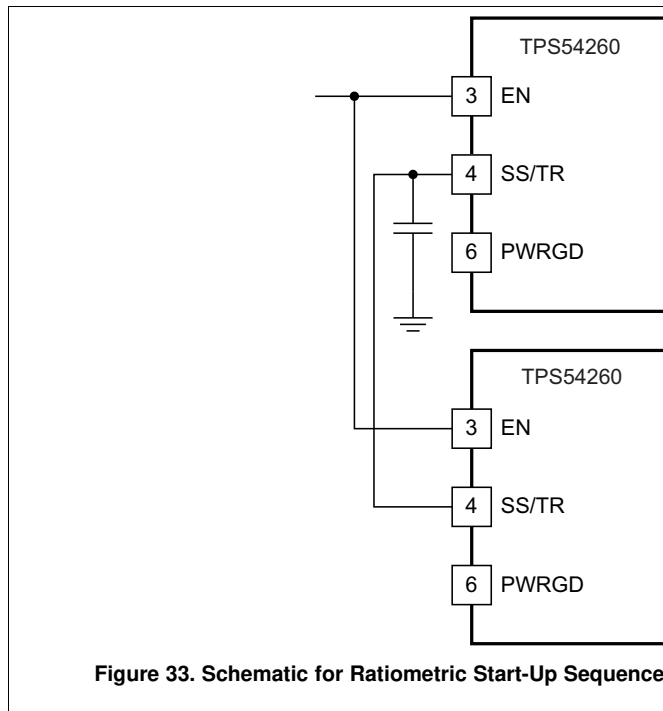 TPS54260
3 EN
4 SS/TR
6 PWRGD
TPS54260
3 EN
4 SS/TR
6 PWRGD
Figure 33. Schematic for Ratiometric Start-Up Sequence